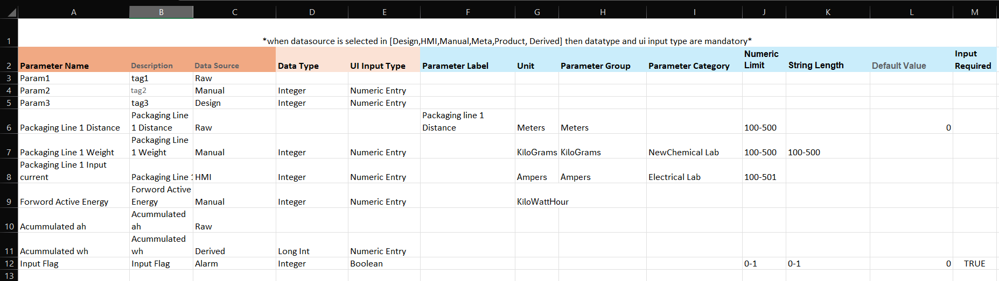 A B C D E F G H I J K L M
1 *when datasource is selected in [Design,HMI,Manual,Meta,Product, Derived] then datatype and ui input type are mandatory*
2 Parameter Name Description Data Source Data Type UI Input Type Parameter Label Unit Parameter Group Parameter Category Numeric Limit String Length Default Value Input Required
3 Param1 tag1 Raw
4 Param2 tag2 Manual Integer Numeric Entry
5 Param3 tag3 Design Integer Numeric Entry
6 Packaging Line 1 Distance Packaging Line 1 Distance Raw Packaging line 1 Distance Meters Meters 100-500 0
7 Packaging Line 1 Weight Packaging Line 1 Weight Manual Integer Numeric Entry KiloGrams KiloGrams NewChemical Lab 100-500 100-500
8 Packaging Line 1 Input current Packaging Line 1 HMI Integer Numeric Entry Ampers Ampers Electrical Lab 100-501
9 Forword Active Energy Forword Active Energy Manual Integer Numeric Entry KiloWattHour
10 Acummulated ah Acummulated ah Raw
11 Acummulated wh Acummulated wh Derived Long Int Numeric Entry
12 Input Flag Input Flag Alarm Integer Boolean 0-1 0-1 0 TRUE
13